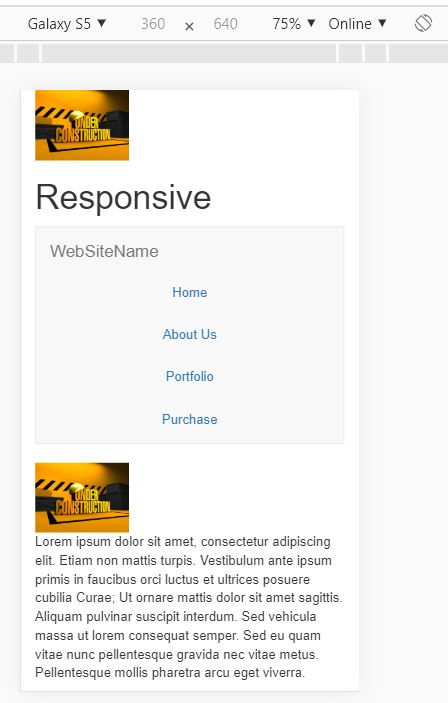 Galaxy S5 ▼ 360 × 640 75% ▼ Online ▼
UNDER
CONSTRUCTION
Responsive
WebSiteName
Home
About Us
Portfolio
Purchase
UNDER
CONSTRUCTION
Lorem ipsum dolor sit amet, consectetur adipiscing
elit. Etiam non mattis turpis. Vestibulum ante ipsum
primis in faucibus orci luctus et ultrices posuere
cubilia Curae; Ut ornare mattis dolor sit amet sagittis.
Aliquam pulvinar suscipit interdum. Sed vehicula
massa ut lorem consequat semper. Sed eu quam
vitae nunc pellentesque gravida nec vitae metus.
Pellentesque mollis pharetra arcu eget viverra.